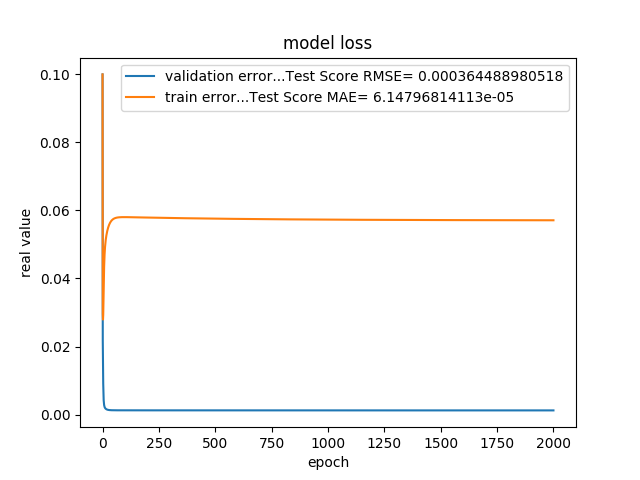 model loss
validation error...Test Score RMSE= 0.000364488980518
train error...Test Score MAE= 6.14796814113e-05
0.10
0.08
0.06
0.04
0.02
0.00
real value
0 250 500 750 1000 1250 1500 1750 2000
epoch